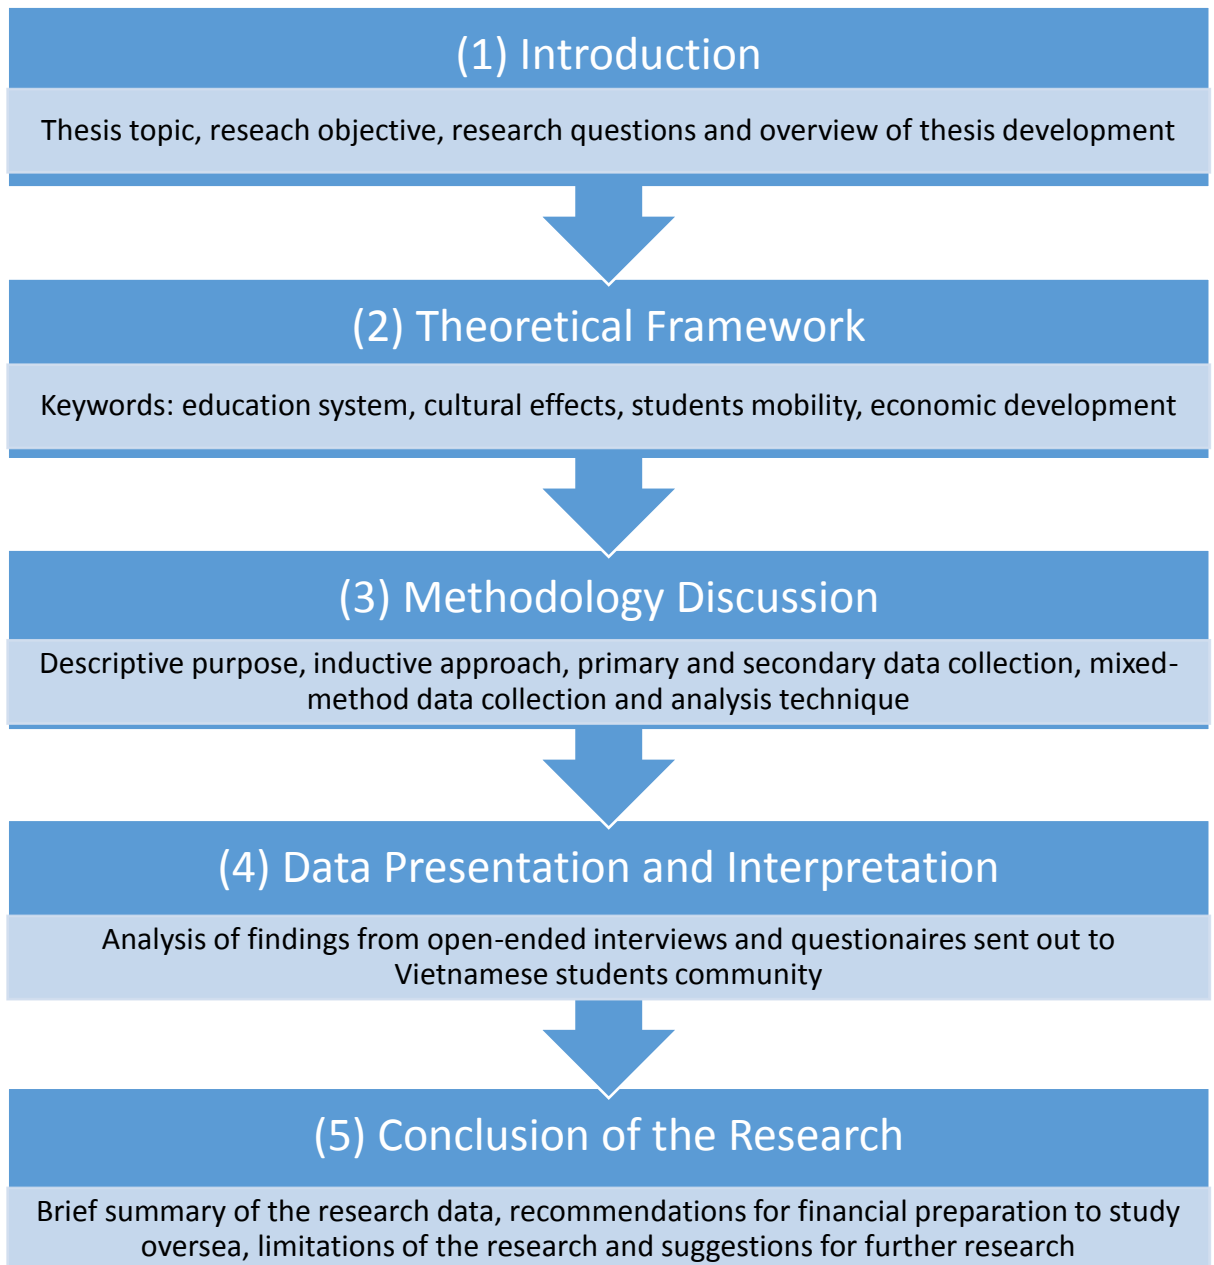 (1) Introduction
Thesis topic, reseach objective, research questions and overview of thesis development
(2) Theoretical Framework
Keywords: education system, cultural effects, students mobility, economic development
(3) Methodology Discussion
Descriptive purpose, inductive approach, primary and secondary data collection, mixed-
method data collection and analysis technique
(4) Data Presentation and Interpretation
Analysis of findings from open-ended interviews and questionaires sent out to
Vietnamese students community
(5) Conclusion of the Research
Brief summary of the research data, recommendations for financial preparation to study
oversea, limitations of the research and suggestions for further research